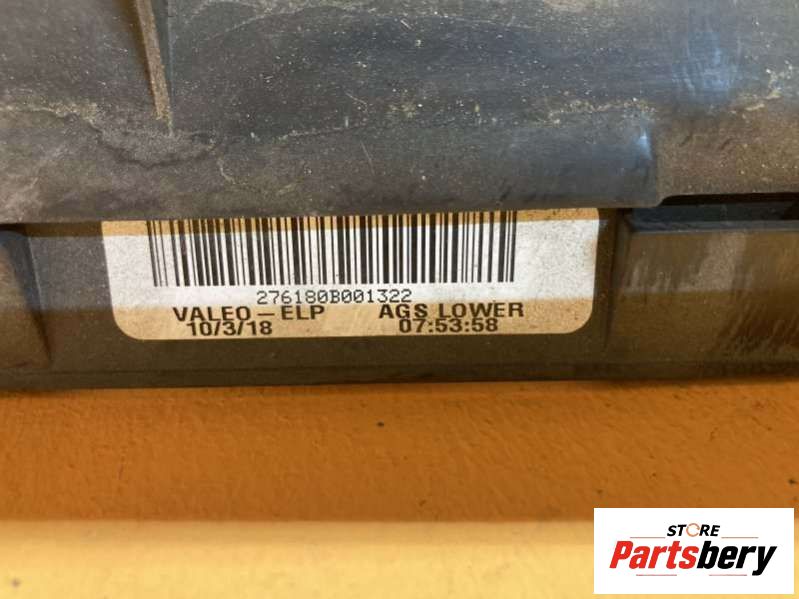 276180B001322
VALEO-ELP AGS LOWER
10/3/18 07:53:58
STORE
Partsbery